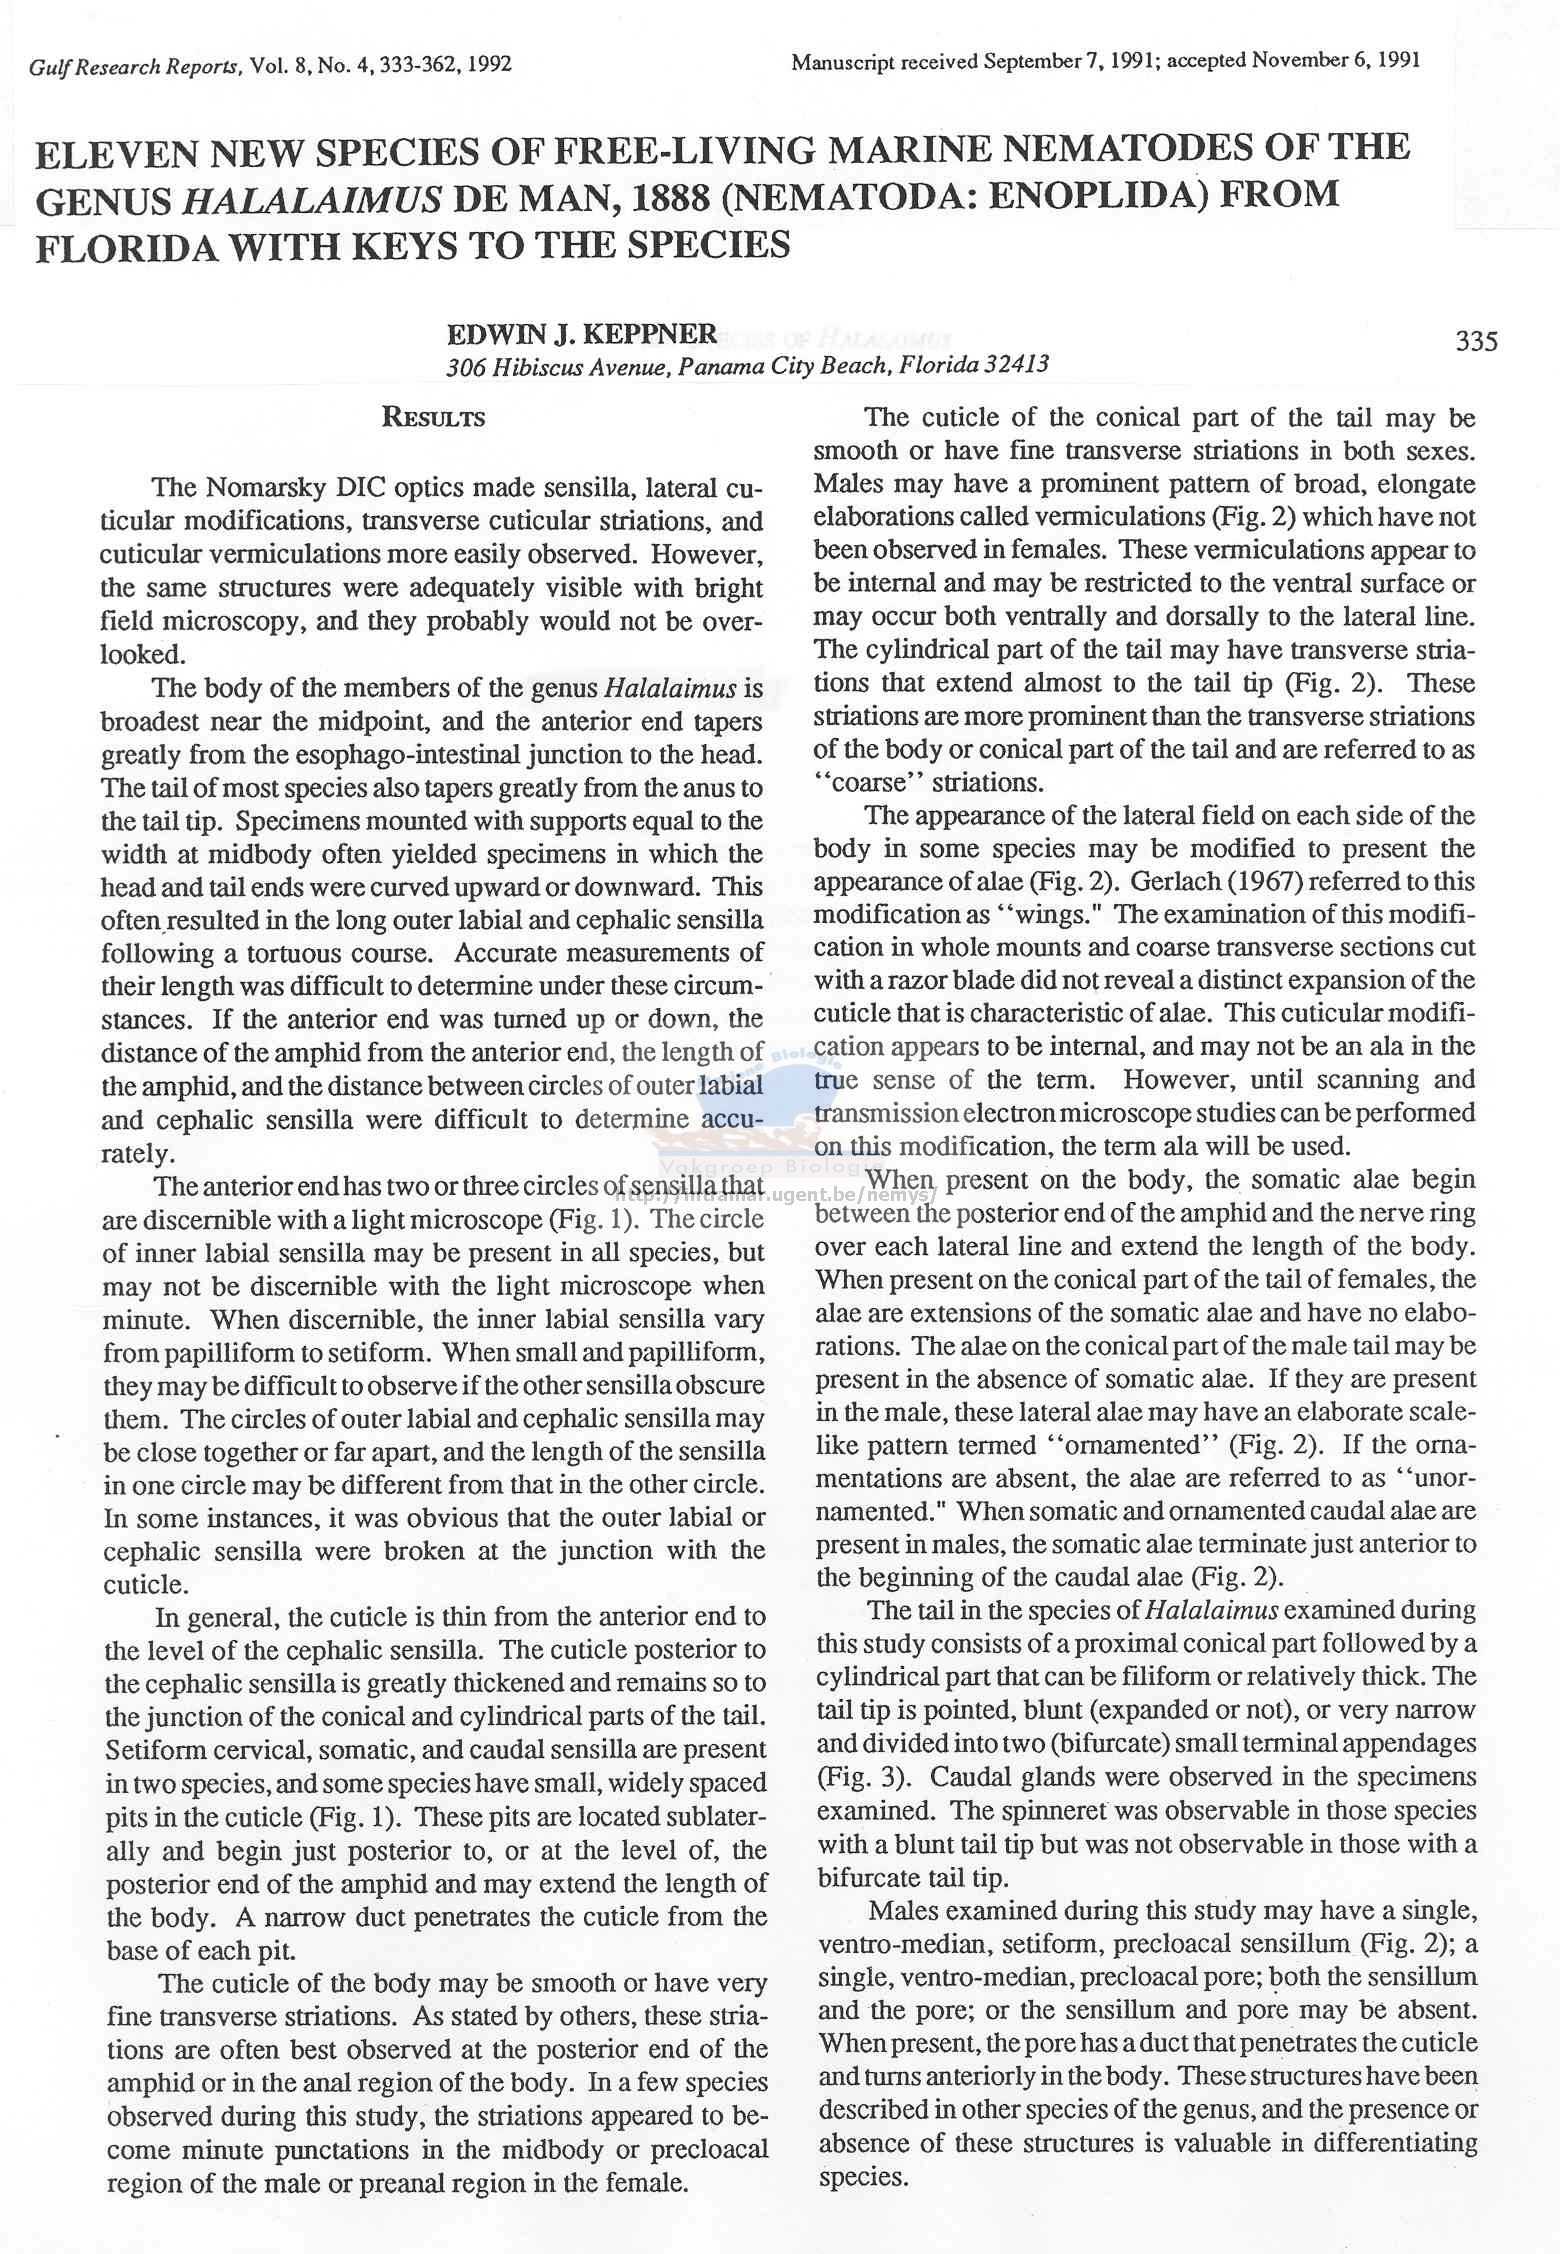 Gulf Research Reports, Vol. 8, No. 4, 333-362, 1992
Manuscript received September 7, 1991; accepted November 6, 1991
ELEVEN NEW SPECIES OF FREE-LIVING MARINE NEMATODES OF THE
GENUS HALALAIMUS DE MAN, 1888 (NEMATODA: ENOPLIDA) FROM
FLORIDA WITH KEYS TO THE SPECIES
EDWIN J. KEPPNER
306 Hibiscus Avenue, Panama City Beach, Florida 32413
335
RESULTS
The Nomarsky DIC optics made sensilla, lateral cu-
ticular modifications, transverse cuticular striations, and
cuticular vermiculations more easily observed. However,
the same structures were adequately visible with bright
field microscopy, and they probably would not be over-
looked.
The body of the members of the genus Halalaimus is
broadest near the midpoint, and the anterior end tapers
greatly from the esophago-intestinal junction to the head.
The tail of most species also tapers greatly from the anus to
the tail tip. Specimens mounted with supports equal to the
width at midbody often yielded specimens in which the
head and tail ends were curved upward or downward. This
often resulted in the long outer labial and cephalic sensilla
following a tortuous course. Accurate measurements of
their length was difficult to determine under these circum-
stances. If the anterior end was turned up or down, the
distance of the amphid from the anterior end, the length of
the amphid, and the distance between circles of outer labial
and cephalic sensilla were difficult to determine accu-
rately.
The anterior end has two or three circles of sensilla that
are discernible with a light microscope (Fig. 1). The circle
of inner labial sensilla may be present in all species, but
may not be discernible with the light microscope when
minute. When discernible, the inner labial sensilla vary
from papilliform to setiform. When small and papilliform,
they may be difficult to observe if the other sensilla obscure
them. The circles of outer labial and cephalic sensilla may
be close together or far apart, and the length of the sensilla
in one circle may be different from that in the other circle.
In some instances, it was obvious that the outer labial or
cephalic sensilla were broken at the junction with the
cuticle.
In general, the cuticle is thin from the anterior end to
the level of the cephalic sensilla. The cuticle posterior to
the cephalic sensilla is greatly thickened and remains so to
the junction of the conical and cylindrical parts of the tail.
Setiform cervical, somatic, and caudal sensilla are present
in two species, and some species have small, widely spaced
pits in the cuticle (Fig. 1). These pits are located sublater-
ally and begin just posterior to, or at the level of, the
posterior end of the amphid and may extend the length of
the body. A narrow duct penetrates the cuticle from the
base of each pit.
The cuticle of the body may be smooth or have very
fine transverse striations. As stated by others, these stria-
tions are often best observed at the posterior end of the
amphid or in the anal region of the body. In a few species
observed during this study, the striations appeared to be-
come minute punctations in the midbody or precloacal
region of the male or preanal region in the female.
The cuticle of the conical part of the tail may be
smooth or have fine transverse striations in both sexes.
Males may have a prominent pattern of broad, elongate
elaborations called vermiculations (Fig. 2) which have not
been observed in females. These vermiculations appear to
be internal and may be restricted to the ventral surface or
may occur both ventrally and dorsally to the lateral line.
The cylindrical part of the tail may have transverse stria-
tions that extend almost to the tail tip (Fig. 2). These
striations are more prominent than the transverse striations
of the body or conical part of the tail and are referred to as
“coarse” striations.
The appearance of the lateral field on each side of the
body in some species may be modified to present the
appearance of alae (Fig. 2). Gerlach (1967) referred to this
modification as “wings." The examination of this modifi-
cation in whole mounts and coarse transverse sections cut
with a razor blade did not reveal a distinct expansion of the
cuticle that is characteristic of alae. This cuticular modifi-
cation appears to be internal, and may not be an ala in the
true sense of the term. However, until scanning and
transmission electron microscope studies can be performed
on this modification, the term ala will be used.
When present on the body, the somatic alae begin
between the posterior end of the amphid and the nerve ring
over each lateral line and extend the length of the body.
When present on the conical part of the tail of females, the
alae are extensions of the somatic alae and have no elabo-
rations. The alae on the conical part of the male tail may be
present in the absence of somatic alae. If they are present
in the male, these lateral alae may have an elaborate scale-
like pattern termed “ornamented” (Fig. 2). If the orna-
mentations are absent, the alae are referred to as “unor-
namented." When somatic and ornamented caudal alae are
present in males, the somatic alae terminate just anterior to
the beginning of the caudal alae (Fig. 2).
The tail in the species of Halalaimus examined during
this study consists of a proximal conical part followed by a
cylindrical part that can be filiform or relatively thick. The
tail tip is pointed, blunt (expanded or not), or very narrow
and divided into two (bifurcate) small terminal appendages
(Fig. 3). Caudal glands were observed in the specimens
examined. The spinneret was observable in those species
with a blunt tail tip but was not observable in those with a
bifurcate tail tip.
Males examined during this study may have a single,
ventro-median, setiform, precloacal sensillum (Fig. 2); a
single, ventro-median, precloacal pore; both the sensillum
and the pore; or the sensillum and pore may be absent.
When present, the pore has a duct that penetrates the cuticle
and turns anteriorly in the body. These structures have been
described in other species of the genus, and the presence or
absence of these structures is valuable in differentiating
species.
Biologie
Vakgroep Biologie
http://intramar.ugent.be/nemys/